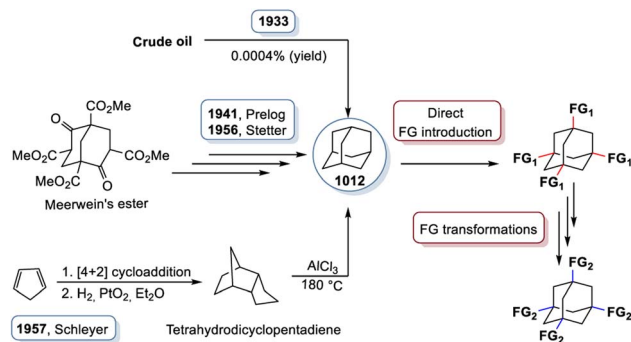 1933
Crude oil
0.0004% (yield)
CO2Me
O
MeO2C
CO2Me
MeO2C
O
Meerwein's ester
1941, Prelog
1956, Stetter
1012
Direct
FG introduction
FG1
FG1
FG1
FG1
FG transformations
FG2
FG2
FG2
FG2
1. [4+2] cycloaddition
2. H2, PtO2, Et2O
AlCl3
180 °C
1957, Schleyer
Tetrahydrodicyclopentadiene